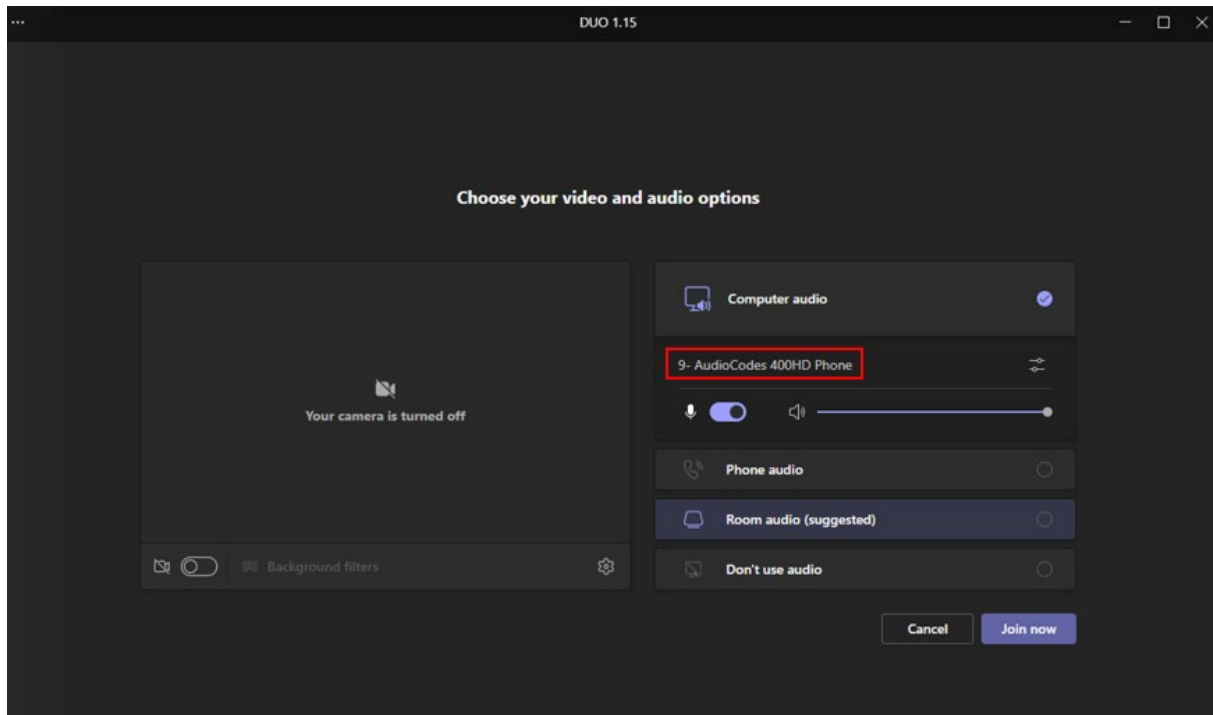 DUO 1.15
Choose your video and audio options
Your camera is turned off
Background filters
Computer audio
9- AudioCodes 400HD Phone
Phone audio
Room audio (suggested)
Don't use audio
Cancel
Join now